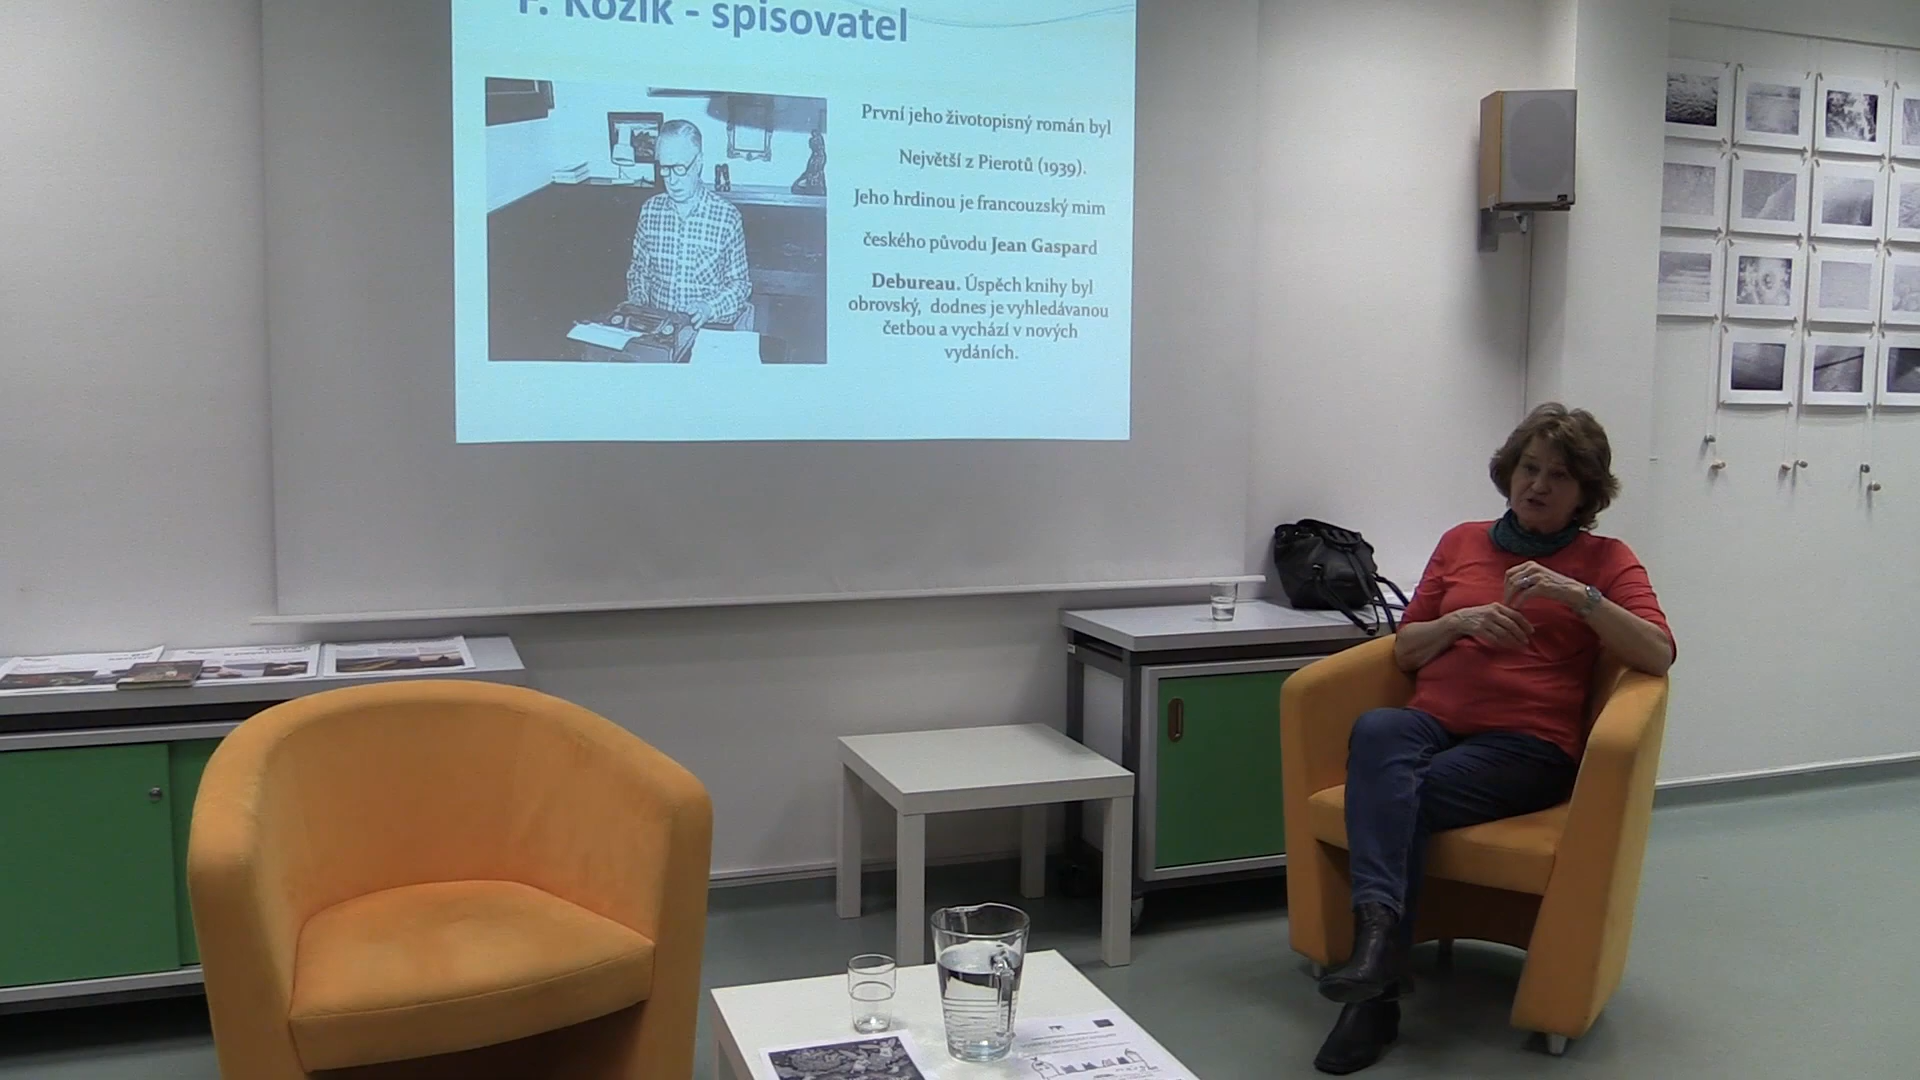 F. Kožík - spisovatel
První jeho životopisný román byl
Největší z Pierotů (1939).
Jeho hrdinou je francouzský mim
českého původu Jean Gaspard
Debureau. Úspěch knihy byl
obrovský, dodnes je vyhledávanou
četbou a vychází v nových
vydáních.